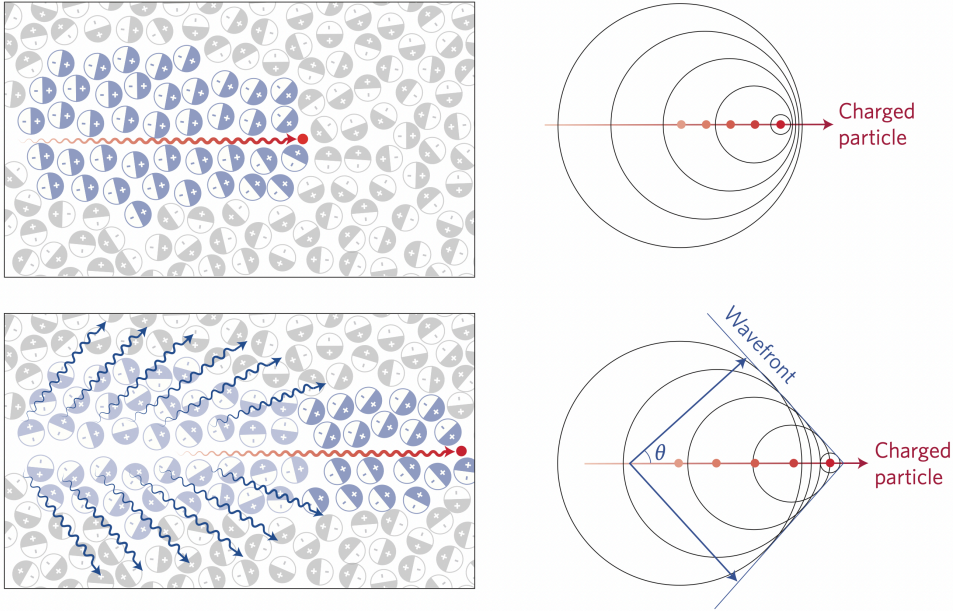 Charged
particle
Wavefront
θ
Charged
particle